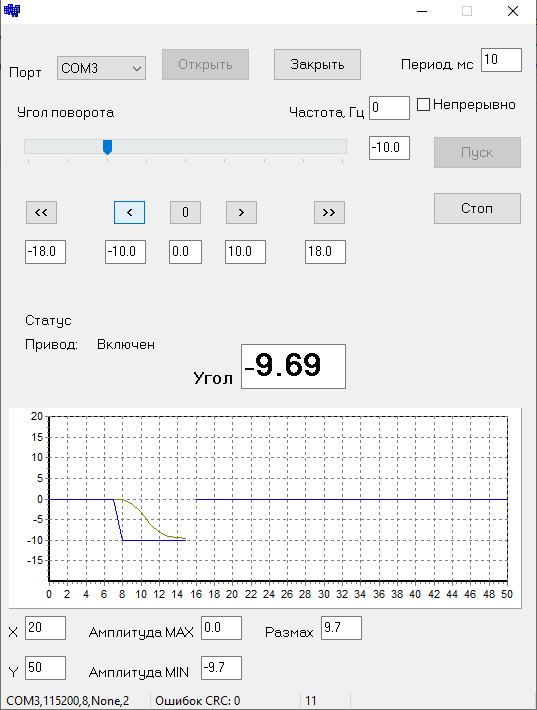 Порт COM3 Открыть Закрыть Период, мс 10
Угол поворота Частота, Гц 0 Непрерывно
-10.0 Пуск
<< < 0 > >> Стоп
-18.0 -10.0 0.0 10.0 18.0
Статус
Привод: Включен
Угол -9.69
20
15
10
5
0
-5
-10
-15
0 2 4 6 8 10 12 14 16 18 20 22 24 26 28 30 32 34 36 38 40 42 44 46 48 50
X 20 Амплитуда MAX 0.0 Размах 9.7
Y 50 Амплитуда MIN -9.7
COM3,115200,8,None,2 Ошибок CRC: 0 11